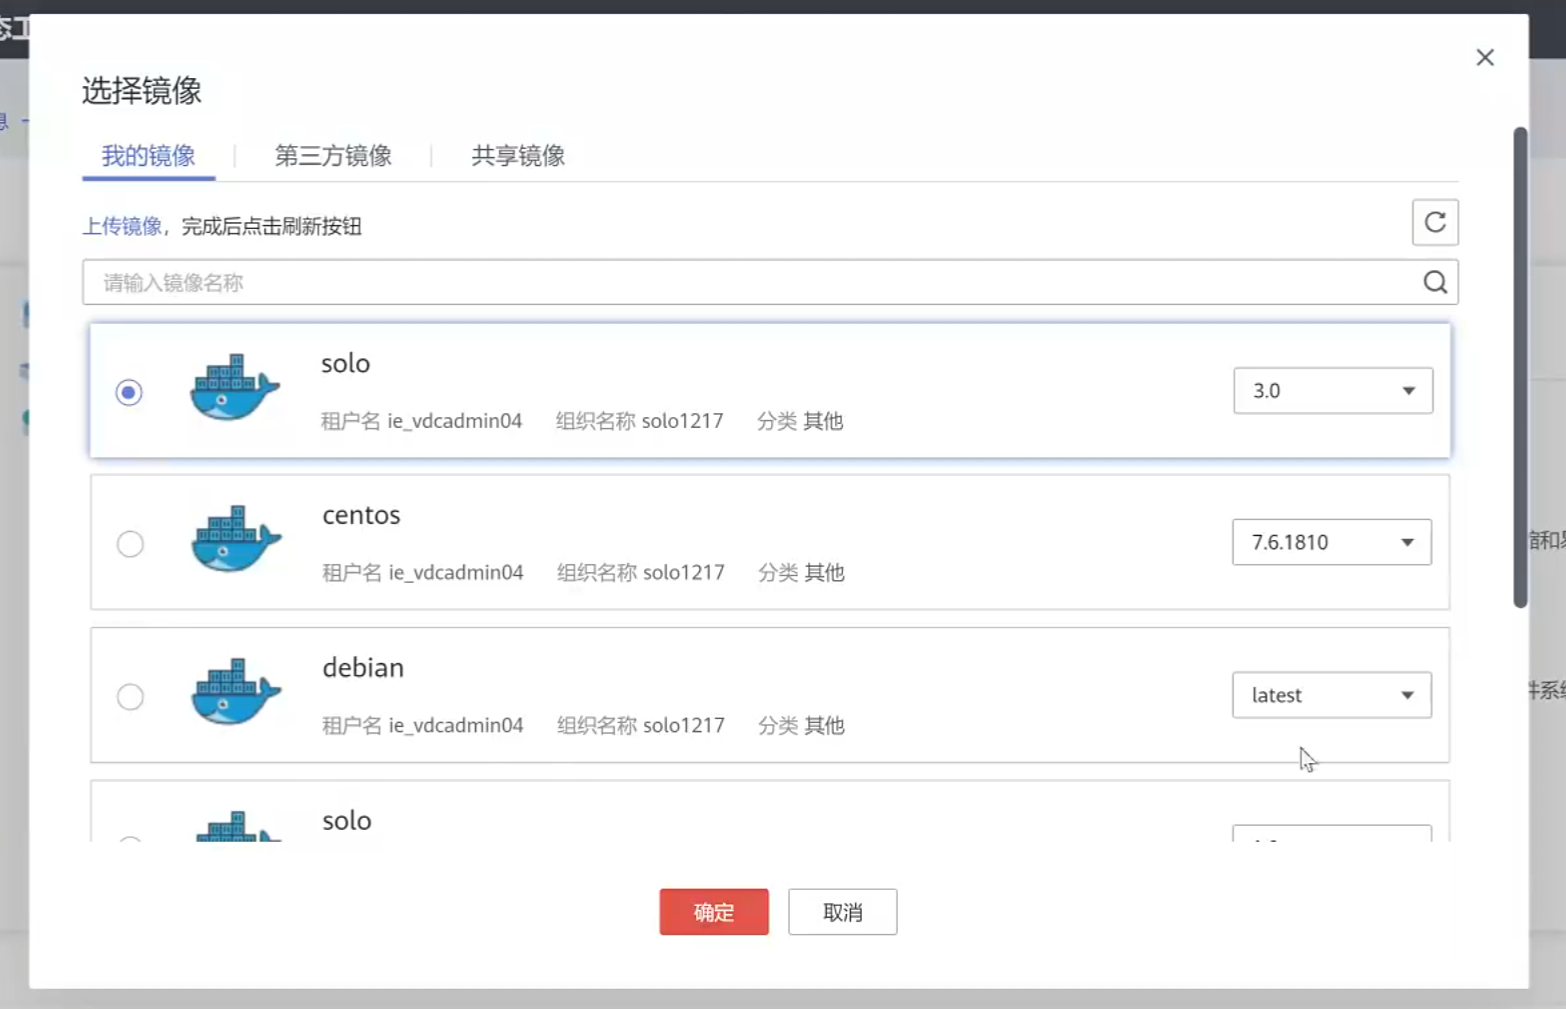 选择镜像
我的镜像 第三方镜像 共享镜像
上传镜像，完成后点击刷新按钮
请输入镜像名称
solo
3.0
租户名 ie_vdcadmin04 组织名称 solo1217 分类 其他
centos
7.6.1810
租户名 ie_vdcadmin04 组织名称 solo1217 分类 其他
debian
latest
租户名 ie_vdcadmin04 组织名称 solo1217 分类 其他
solo
确定 取消